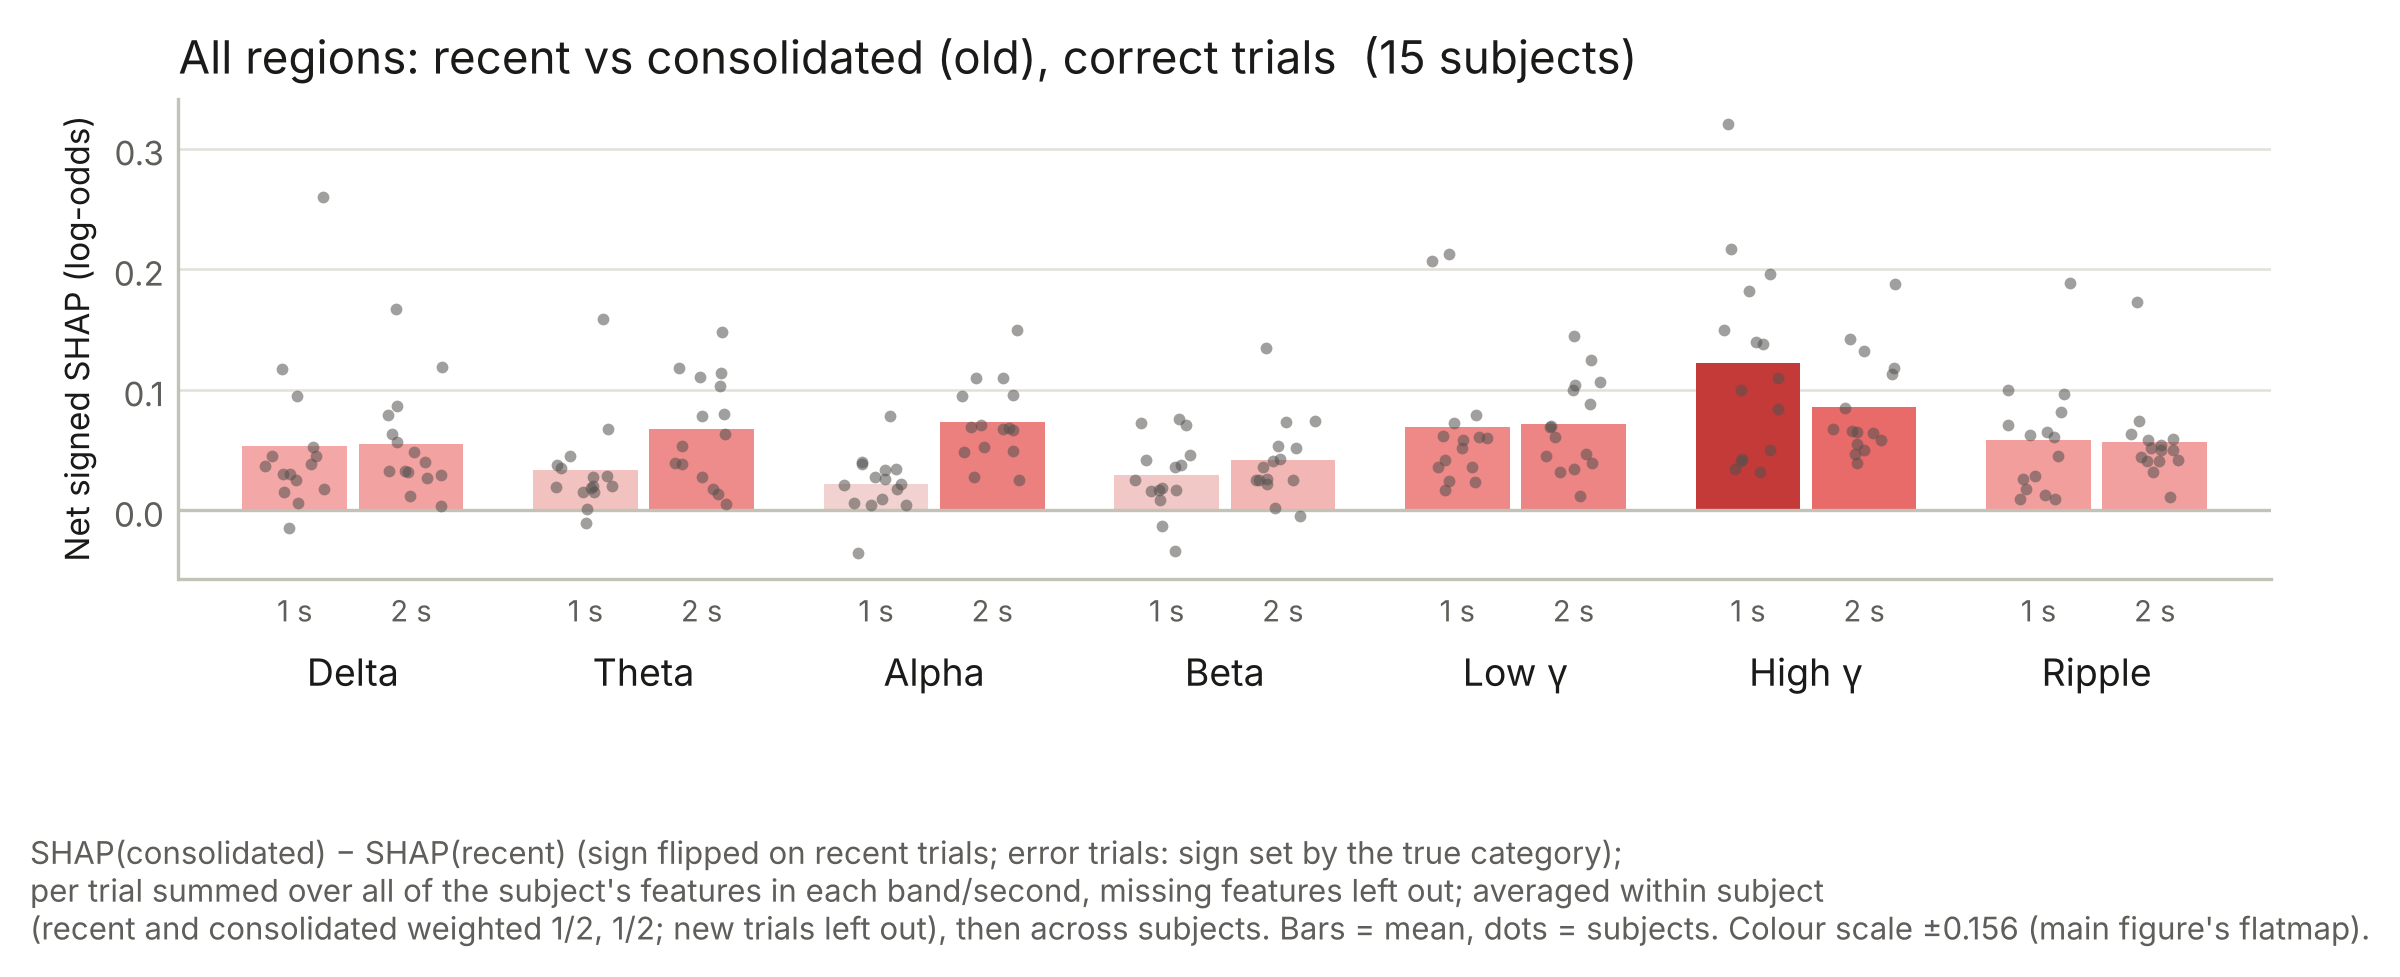 All regions: recent vs consolidated (old), correct trials  (15 subjects)
Net signed SHAP (log-odds)
0.3
0.2
0.1
0.0
1 s 2 s 1 s 2 s 1 s 2 s 1 s 2 s 1 s 2 s 1 s 2 s 1 s 2 s
Delta Theta Alpha Beta Low γ High γ Ripple
SHAP(consolidated) − SHAP(recent) (sign flipped on recent trials; error trials: sign set by the true category);
per trial summed over all of the subject's features in each band/second, missing features left out; averaged within subject
(recent and consolidated weighted 1/2, 1/2; new trials left out), then across subjects. Bars = mean, dots = subjects. Colour scale ±0.156 (main figure's flatmap).